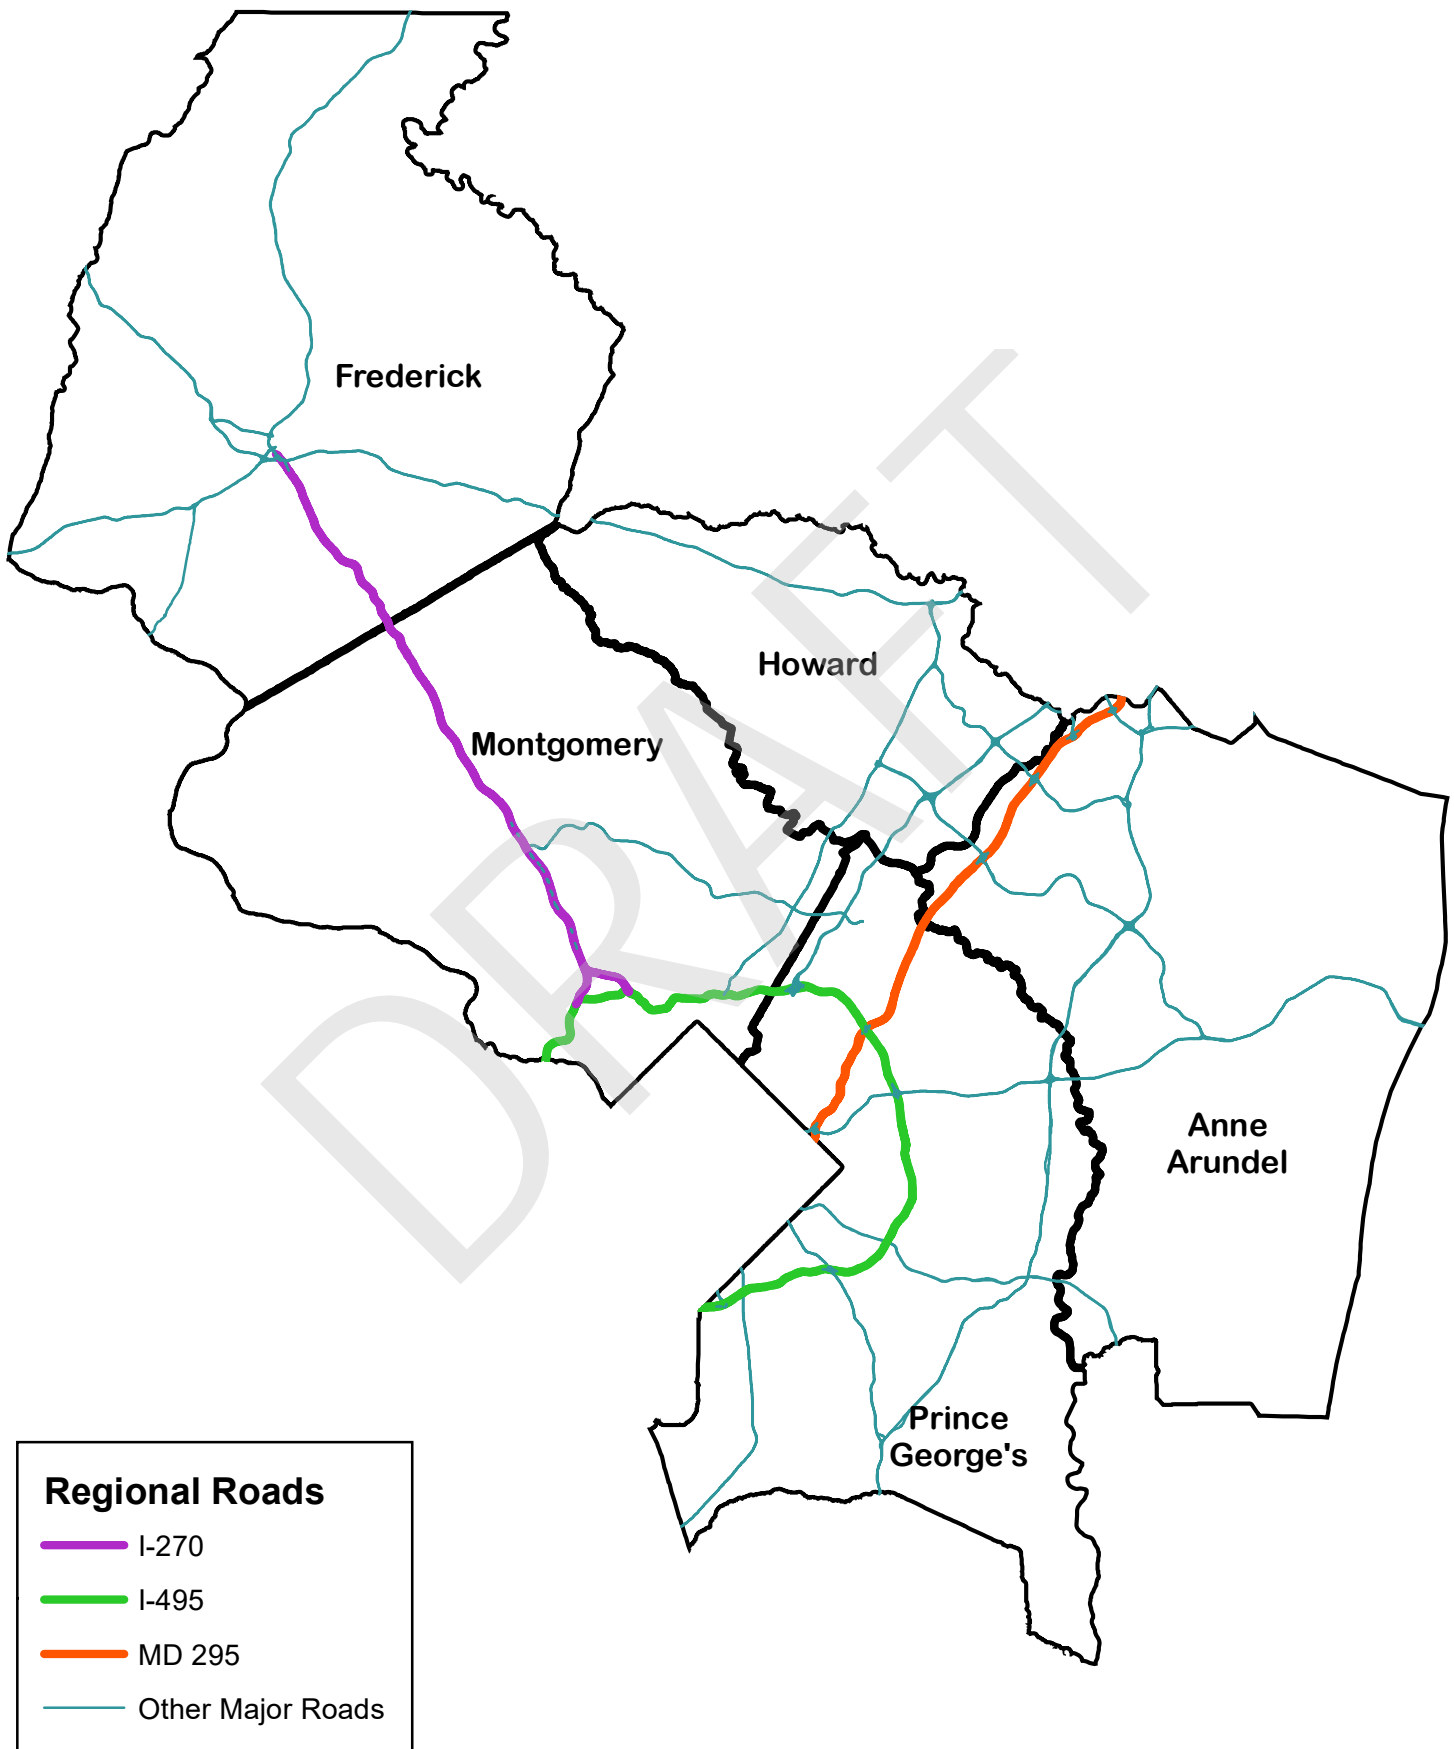 Frederick
Howard
Montgomery
DRAFT
Anne
Arundel
Prince
George's
Regional Roads
I-270
I-495
MD 295
Other Major Roads